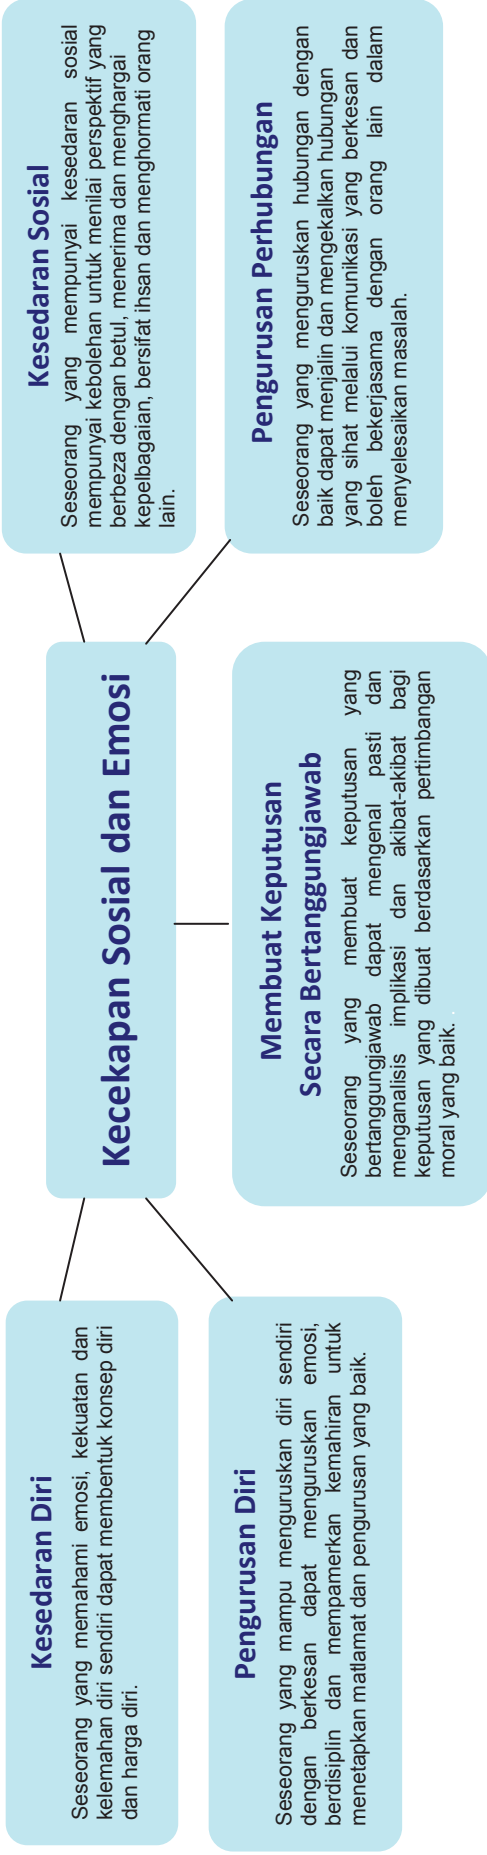 Kecekapan Sosial dan Emosi
Kesedaran Diri
Seseorang yang memahami emosi, kekuatan dan
kelemahan diri sendiri dapat membentuk konsep diri
dan harga diri.
Pengurusan Diri
Seseorang yang mampu menguruskan diri sendiri
dengan berkesan dapat menguruskan emosi,
berdisiplin dan mempamerkan kemahiran untuk
menetapkan matlamat dan pengurusan yang baik.
Membuat Keputusan
Secara Bertanggungjawab
Seseorang yang membuat keputusan yang
bertanggungjawab dapat mengenal pasti dan
menganalisis implikasi dan akibat-akibat bagi
keputusan yang dibuat berdasarkan pertimbangan
moral yang baik. .
Kesedaran Sosial
Seseorang yang mempunyai kesedaran sosial
mempunyai kebolehan untuk menilai perspektif yang
berbeza dengan betul, menerima dan menghargai
kepelbagaian, bersifat ihsan dan menghormati orang
lain.
Pengurusan Perhubungan
Seseorang yang menguruskan hubungan dengan
baik dapat menjalin dan mengekalkan hubungan
yang sihat melalui komunikasi yang berkesan dan
boleh bekerjasama dengan orang lain dalam
menyelesaikan masalah.